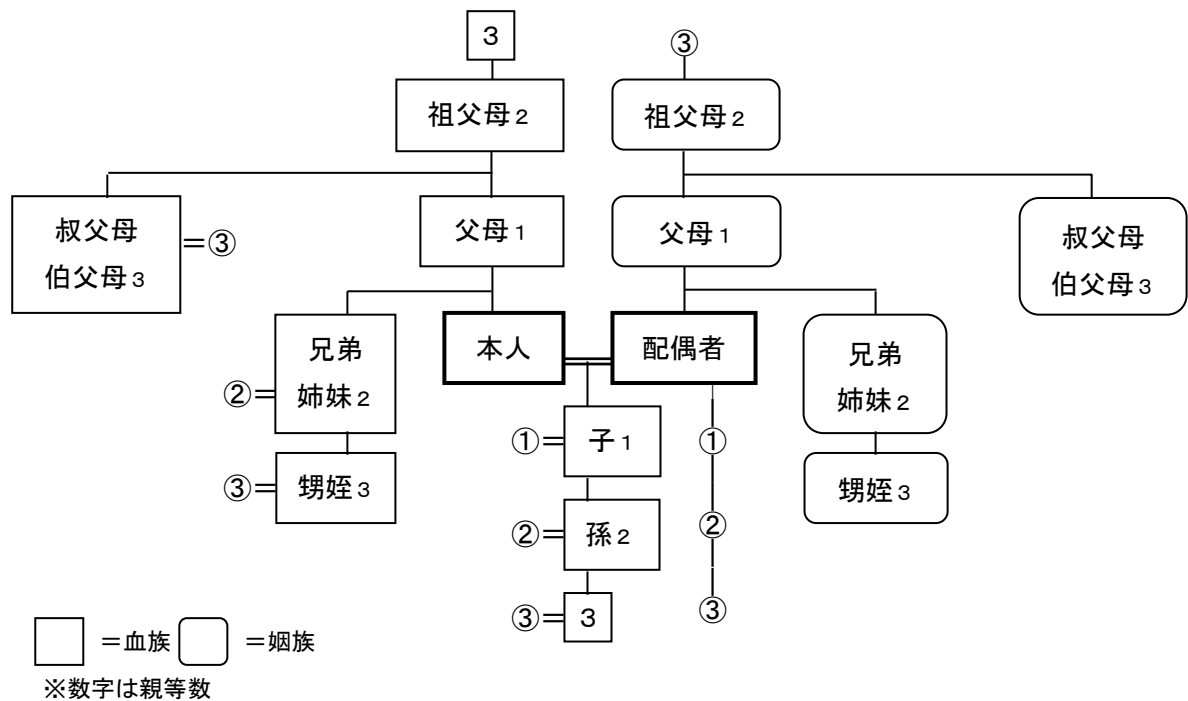 3
③
祖父母2
祖父母2
叔父母
伯父母3
=③
父母1
父母1
叔父母
伯父母3
兄弟
姉妹2
②=
本人
配偶者
兄弟
姉妹2
①=
子1
①
③=
甥姪3
甥姪3
②=
孫2
②
③=
3
③
=血族
=姻族
※数字は親等数